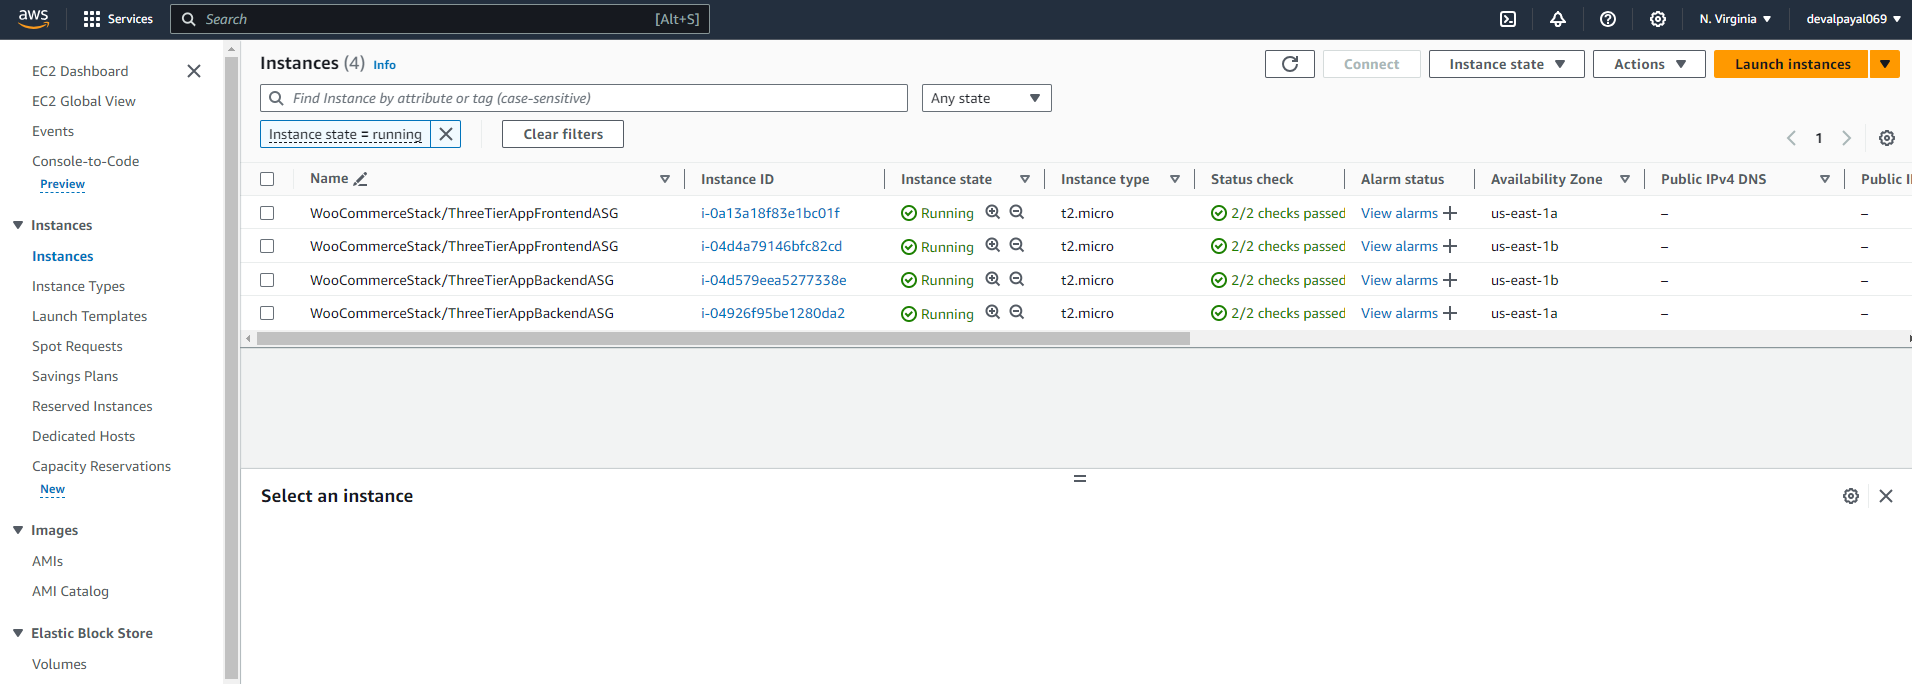 aws Services Search [Alt+S] N. Virginia devalpayal069
EC2 Dashboard
EC2 Global View
Events
Console-to-Code
Preview
Instances
Instances
Instance Types
Launch Templates
Spot Requests
Savings Plans
Reserved Instances
Dedicated Hosts
Capacity Reservations
New
Images
AMIs
AMI Catalog
Elastic Block Store
Volumes
Instances (4) Info Connect Instance state Actions Launch instances
Find Instance by attribute or tag (case-sensitive) Any state
Instance state = running Clear filters
1
Name Instance ID Instance state Instance type Status check Alarm status Availability Zone Public IPv4 DNS Public I
WooCommerceStack/ThreeTierAppFrontendASG i-0a13a18f83e1bc01f Running t2.micro 2/2 checks passed View alarms + us-east-1a – –
WooCommerceStack/ThreeTierAppFrontendASG i-04d4a79146bfc82cd Running t2.micro 2/2 checks passed View alarms + us-east-1b – –
WooCommerceStack/ThreeTierAppBackendASG i-04d579eea5277338e Running t2.micro 2/2 checks passed View alarms + us-east-1b – –
WooCommerceStack/ThreeTierAppBackendASG i-04926f95be1280da2 Running t2.micro 2/2 checks passed View alarms + us-east-1a – –
Select an instance